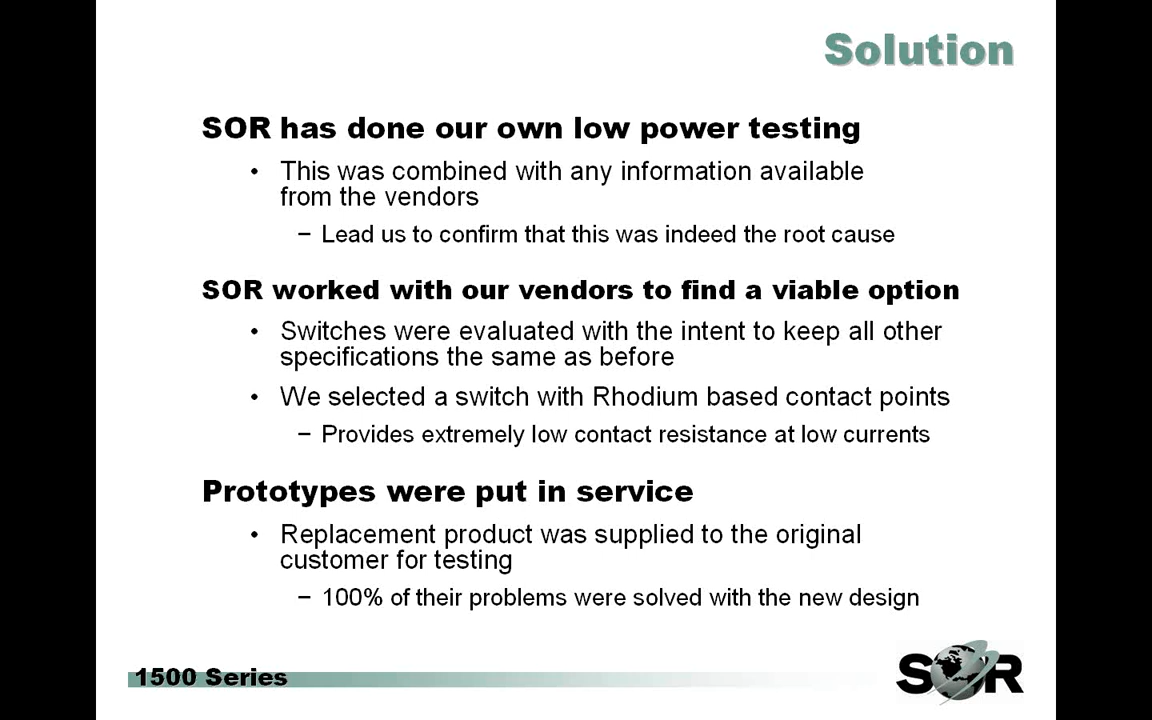 Solution
SOR has done our own low power testing
• This was combined with any information available
from the vendors
− Lead us to confirm that this was indeed the root cause
SOR worked with our vendors to find a viable option
• Switches were evaluated with the intent to keep all other
specifications the same as before
• We selected a switch with Rhodium based contact points
− Provides extremely low contact resistance at low currents
Prototypes were put in service
• Replacement product was supplied to the original
customer for testing
− 100% of their problems were solved with the new design
1500 Series
SOR